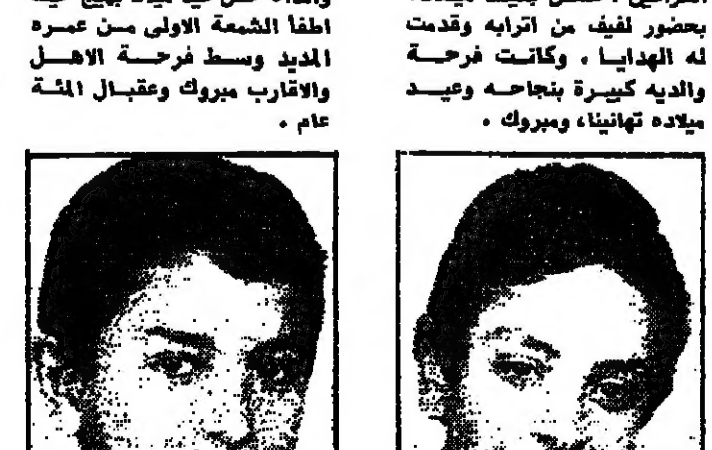 بحضور لفيف من اترابه وقدمت
له الهدايا ، وكانت فرحة
والديه كبيرة بنجاحه وعيد
ميلاده تهانينا، ومبروك .
اطفأ الشمعة الاولى من عمره
المديد وسط فرحة الاهل
والاقارب مبروك وعقبال المئة
عام .